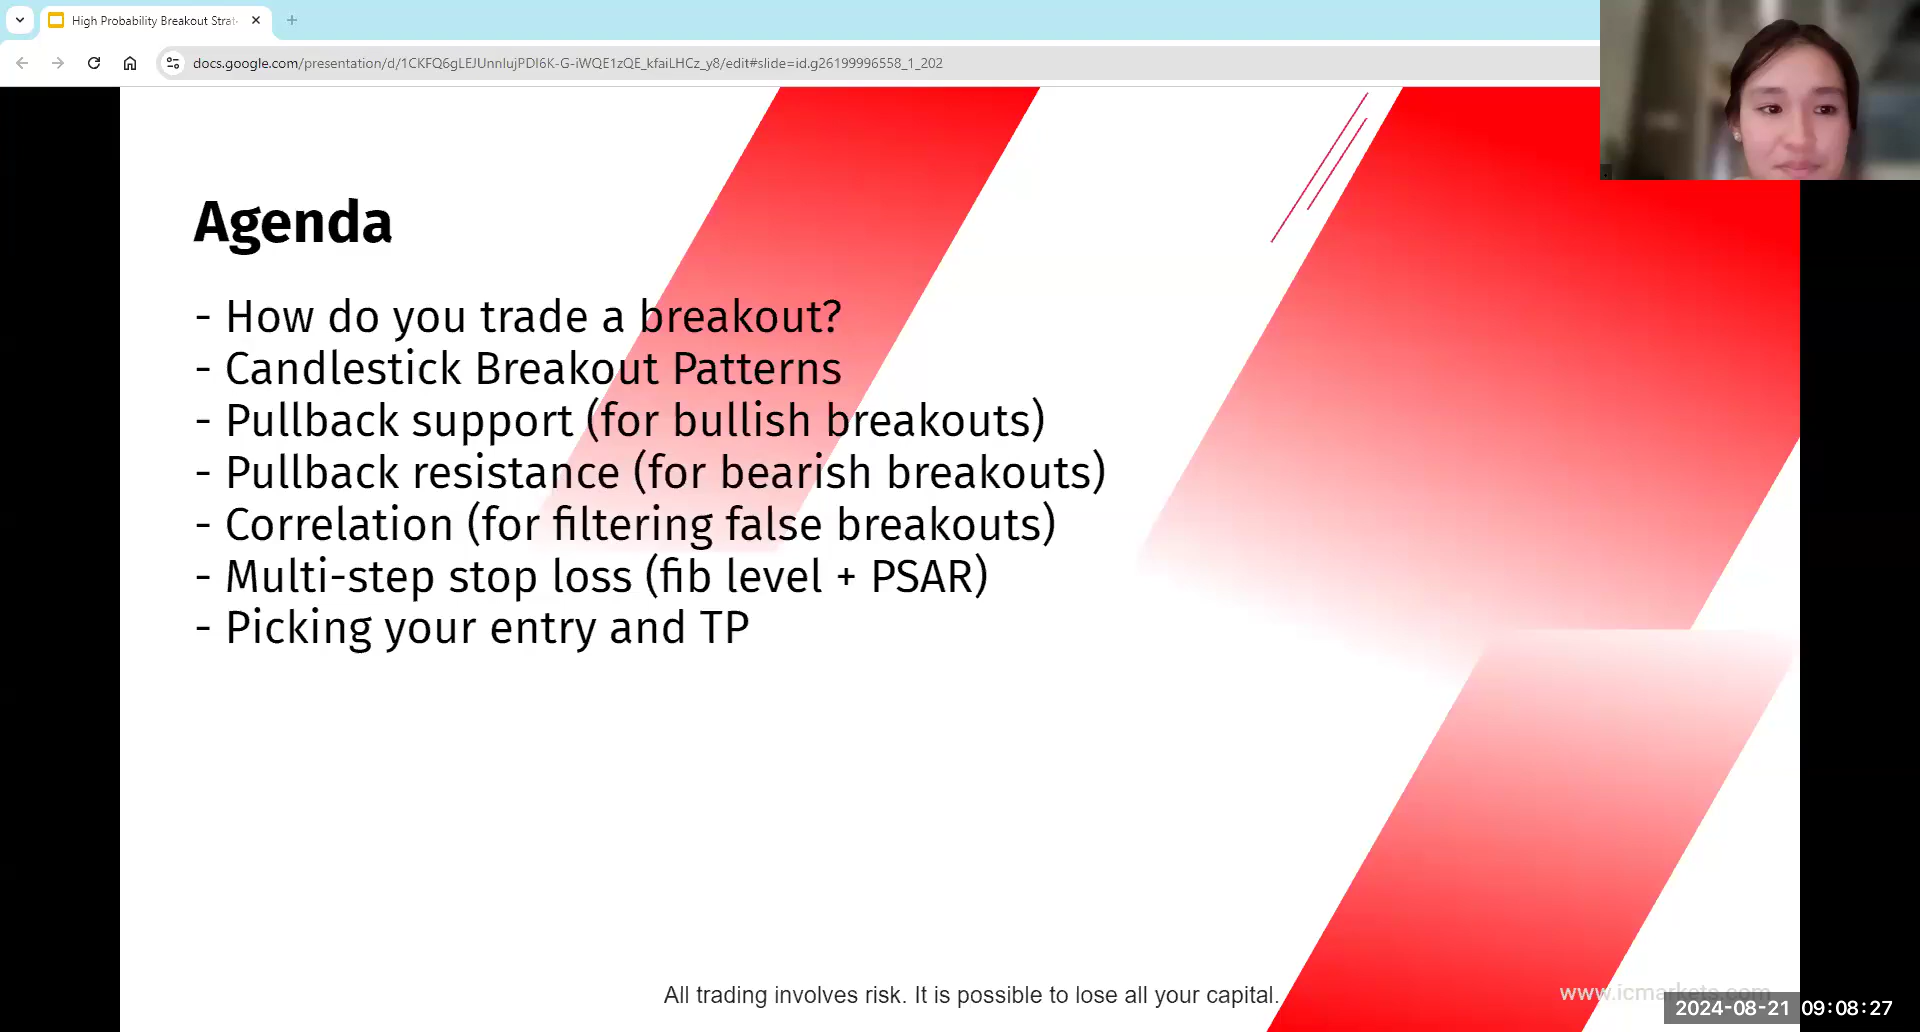 High Probability Breakout Strat
docs.google.com/presentation/d/1CKFQ6gLEJUnnlujPDI6K-G-iWQE1zQE_kfaiLHCz_y8/edit#slide=id.g26199996558_1_202
Agenda
- How do you trade a breakout?
- Candlestick Breakout Patterns
- Pullback support (for bullish breakouts)
- Pullback resistance (for bearish breakouts)
- Correlation (for filtering false breakouts)
- Multi-step stop loss (fib level + PSAR)
- Picking your entry and TP
All trading involves risk. It is possible to lose all your capital.
www.icmarkets.com
2024-08-21 09:08:27